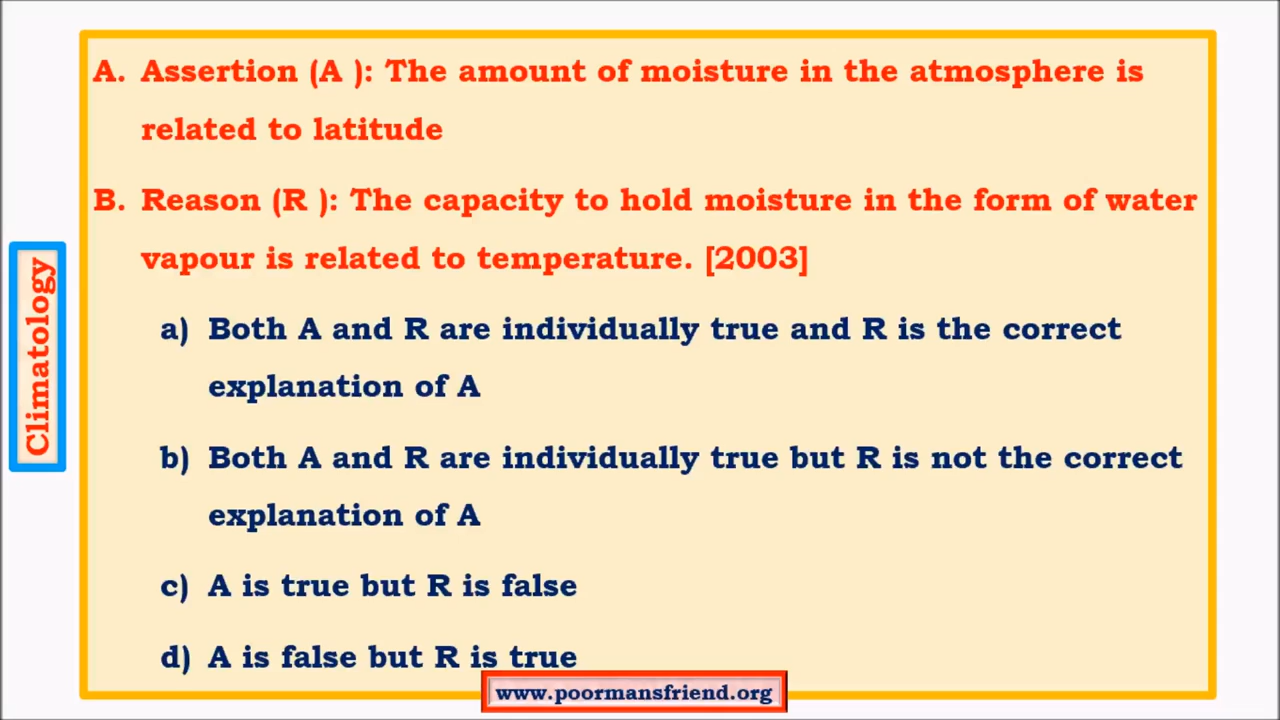 A. Assertion (A ): The amount of moisture in the atmosphere is
related to latitude
B. Reason (R ): The capacity to hold moisture in the form of water
vapour is related to temperature. [2003]
Climatology
a) Both A and R are individually true and R is the correct
explanation of A
b) Both A and R are individually true but R is not the correct
explanation of A
c) A is true but R is false
d) A is false but R is true
www.poormansfriend.org